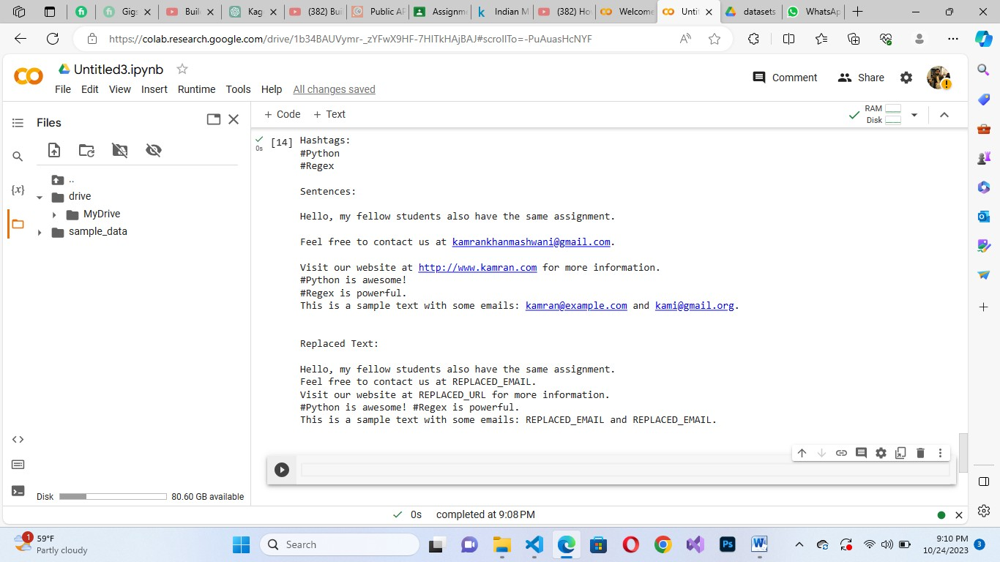 Gigs
Buil
Kag
(382) Bui
Public AP
Assignme
Indian M
(382) Hov
Welcome
Untit
datasets
WhatsAp
https://colab.research.google.com/drive/1b34BAUVymr-_zYFwX9HF-7HITkHAjBAJ#scrollTo=-PuAuasHcNYF
Untitled3.ipynb
File Edit View Insert Runtime Tools Help All changes saved
Comment Share
Files
+ Code + Text
RAM
Disk
..
drive
MyDrive
sample_data
{x}
0s
[14] Hashtags:
#Python
#Regex
Sentences:
Hello, my fellow students also have the same assignment.
Feel free to contact us at kamrankhanmashwani@gmail.com.
Visit our website at http://www.kamran.com for more information.
#Python is awesome!
#Regex is powerful.
This is a sample text with some emails: kamran@example.com and kami@gmail.org.
Replaced Text:
Hello, my fellow students also have the same assignment.
Feel free to contact us at REPLACED_EMAIL.
Visit our website at REPLACED_URL for more information.
#Python is awesome! #Regex is powerful.
This is a sample text with some emails: REPLACED_EMAIL and REPLACED_EMAIL.
Disk 80.60 GB available
0s completed at 9:08 PM
1
59°F
Partly cloudy
Search
Ps
9:10 PM
10/24/2023
3